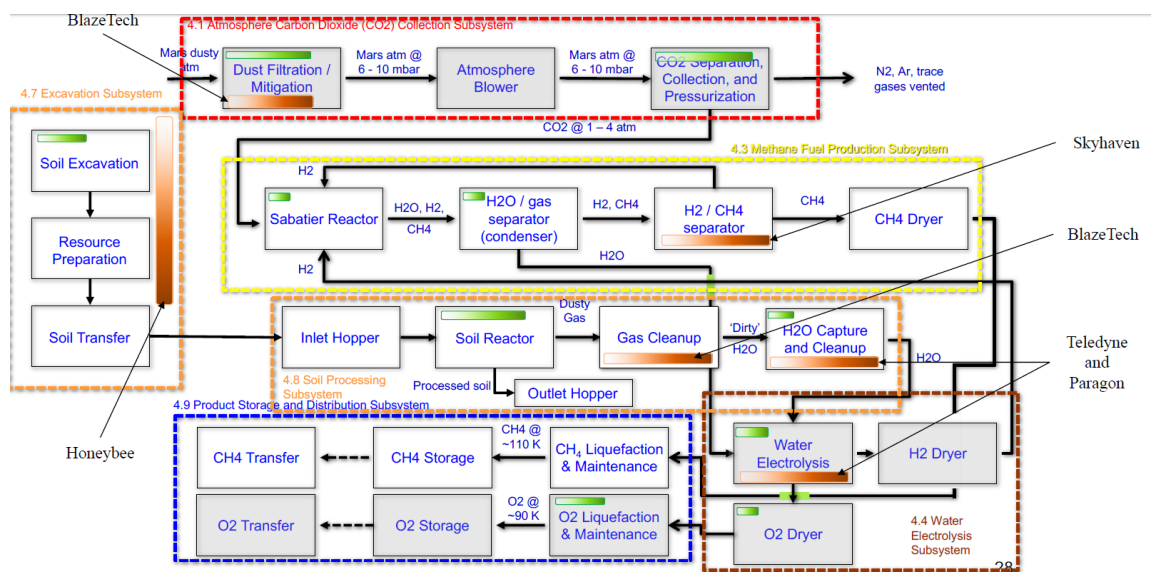 BlazeTech
4.1 Atmosphere Carbon Dioxide (CO2) Collection Subsystem
Mars dusty
atm
Dust Filtration /
Mitigation
Mars atm @
6 - 10 mbar
Atmosphere
Blower
Mars atm @
6 - 10 mbar
CO2 Separation,
Collection, and
Pressurization
N2, Ar, trace
gases vented
4.7 Excavation Subsystem
CO2 @ 1 – 4 atm
Soil Excavation
Resource
Preparation
Soil Transfer
Honeybee
4.3 Methane Fuel Production Subsystem
Skyhaven
H2
Sabatier Reactor
H2O, H2,
CH4
H2O / gas
separator
(condenser)
H2, CH4
H2 / CH4
separator
CH4
CH4 Dryer
BlazeTech
H2
H2O
Inlet Hopper
Soil Reactor
Dusty
Gas
Gas Cleanup
‘Dirty’
H2O
H2O Capture
and Cleanup
H2O
Teledyne
and
Paragon
4.8 Soil Processing
Subsystem
Processed soil
Outlet Hopper
4.9 Product Storage and Distribution Subsystem
CH4 Transfer
CH4 Storage
CH4 @
~110 K
CH4 Liquefaction
& Maintenance
Water
Electrolysis
H2 Dryer
O2 Transfer
O2 Storage
O2 @
~90 K
O2 Liquefaction
& Maintenance
O2 Dryer
4.4 Water
Electrolysis
Subsystem
28